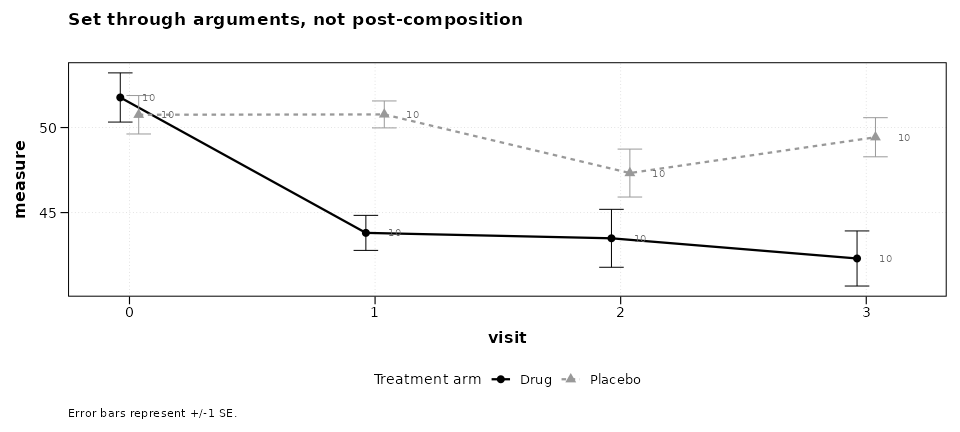 Set through arguments, not post-composition
measure
50
45
10
10
10
10
10
10
10
10
0 1 2 3
visit
Treatment arm Drug Placebo
Error bars represent +/-1 SE.